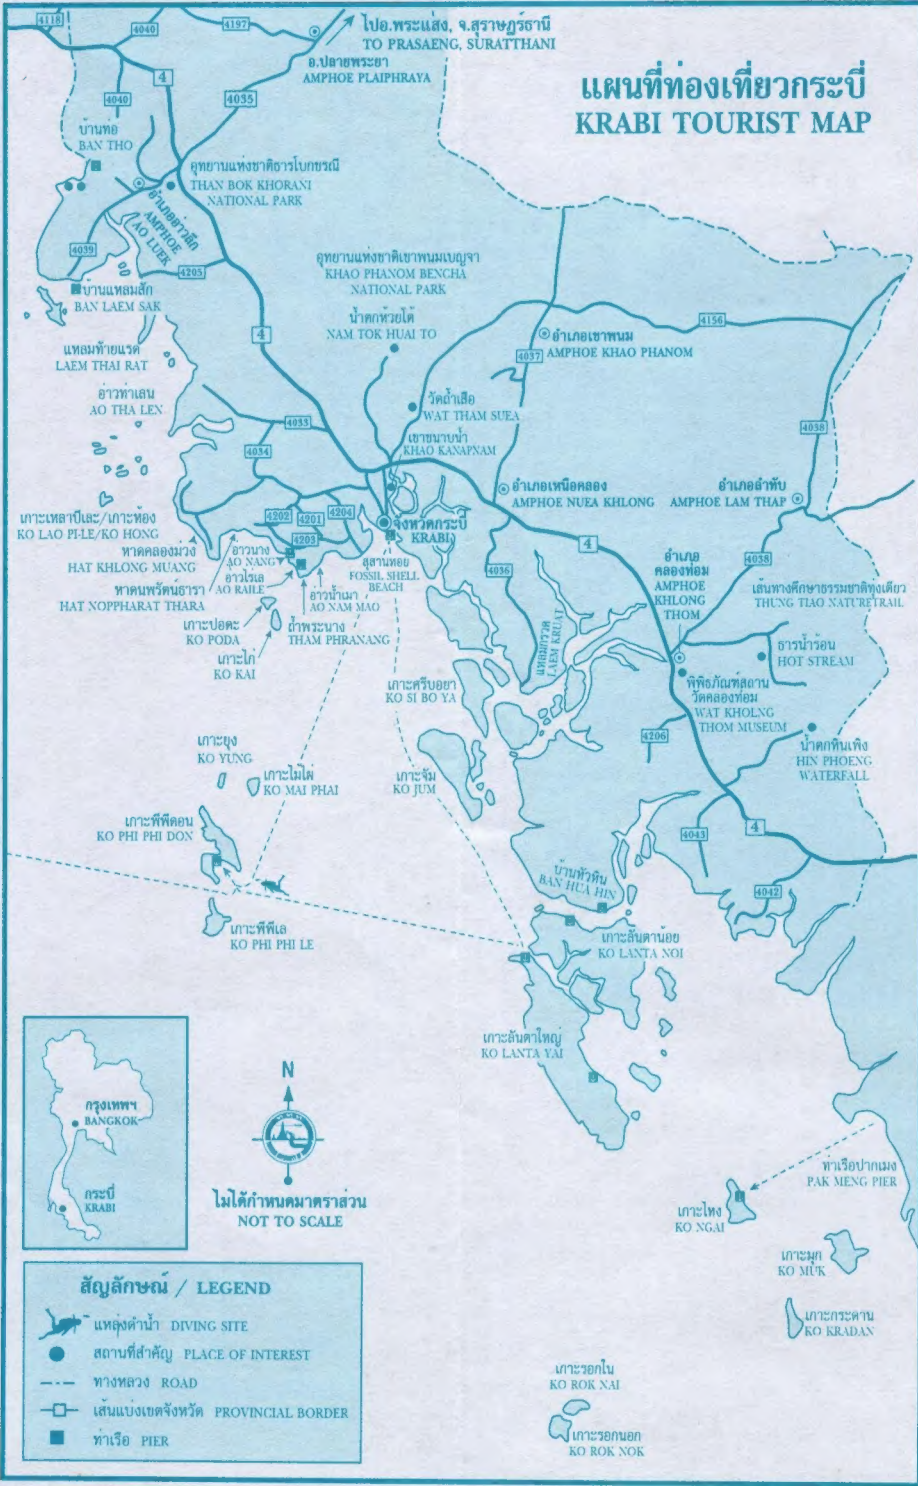 4118
4040
4197
ไปอ.พระแสง, จ.สุราษฎร์ธานี
TO PRASAENG, SURATTHANI
อ.ปลายพระยา
AMPHOE PLAIPHRAYA
แผนที่ท่องเที่ยวกระบี่
KRABI TOURIST MAP
4
4040
4035
บ้านท่อ
BAN THO
อุทยานแห่งชาติธารโบกขรณี
THAN BOK KHORANI
NATIONAL PARK
อำเภออ่าวลึก
AMPHOE
AO LUEK
4039
4205
บ้านแหลมสัก
BAN LAEM SAK
อุทยานแห่งชาติเขาพนมเบญจา
KHAO PHANOM BENCHA
NATIONAL PARK
น้ำตกห้วยโต้
NAM TOK HUAI TO
4
4156
อำเภอเขาพนม
AMPHOE KHAO PHANOM
4037
แหลมท้ายแรด
LAEM THAI RAT
อ่าวท่าเลน
AO THA LEN
วัดถ้ำเสือ
WAT THAM SUEA
4033
4034
4038
เขาขนาบน้ำ
KHAO KANAPNAM
อำเภอเหนือคลอง
AMPHOE NUEA KHLONG
อำเภอลำทับ
AMPHOE LAM THAP
เกาะเหลาปิเละ/เกาะห้อง
KO LAO PI-LE/KO HONG
4202
4201
4204
4203
จังหวัดกระบี่
KRABI
หาดคลองม่วง
HAT KHLONG MUANG
อ่าวนาง
AO NANG
สุสานหอย
FOSSIL SHELL
BEACH
4
4036
4038
อำเภอ
คลองท่อม
AMPHOE
KHLONG
THOM
หาดนพรัตน์ธารา
HAT NOPPHARAT THARA
อ่าวไร่เล
AO RAILE
อ่าวน้ำเมา
AO NAM MAO
เส้นทางศึกษาธรรมชาติทุ่งเตียว
THUNG TIAO NATURETRAIL
เกาะปอดะ
KO PODA
ถ้ำพระนาง
THAM PHRANANG
แหลมกรวด
LAEM KRUAT
ธารน้ำร้อน
HOT STREAM
เกาะไก่
KO KAI
เกาะศรีบอยา
KO SI BO YA
พิพิธภัณฑ์สถาน
วัดคลองท่อม
WAT KHOLNG
THOM MUSEUM
4206
น้ำตกหินเพิง
HIN PHOENG
WATERFALL
เกาะยุง
KO YUNG
เกาะไม้ไผ่
KO MAI PHAI
เกาะจัม
KO JUM
เกาะพีพีดอน
KO PHI PHI DON
4043
4
4042
บ้านหัวหิน
BAN HUA HIN
เกาะพีพีเล
KO PHI PHI LE
เกาะลันตาน้อย
KO LANTA NOI
เกาะลันตาใหญ่
KO LANTA YAI
กรุงเทพฯ
BANGKOK
กระบี่
KRABI
N
ไม่ได้กำหนดมาตราส่วน
NOT TO SCALE
ท่าเรือปากเมง
PAK MENG PIER
เกาะไหง
KO NGAI
เกาะมุก
KO MUK
เกาะกระดาน
KO KRADAN
เกาะรอกใน
KO ROK NAI
เกาะรอกนอก
KO ROK NOK
สัญลักษณ์ / LEGEND
แหล่งดำน้ำ DIVING SITE
สถานที่สำคัญ PLACE OF INTEREST
ทางหลวง ROAD
เส้นแบ่งเขตจังหวัด PROVINCIAL BORDER
ท่าเรือ PIER